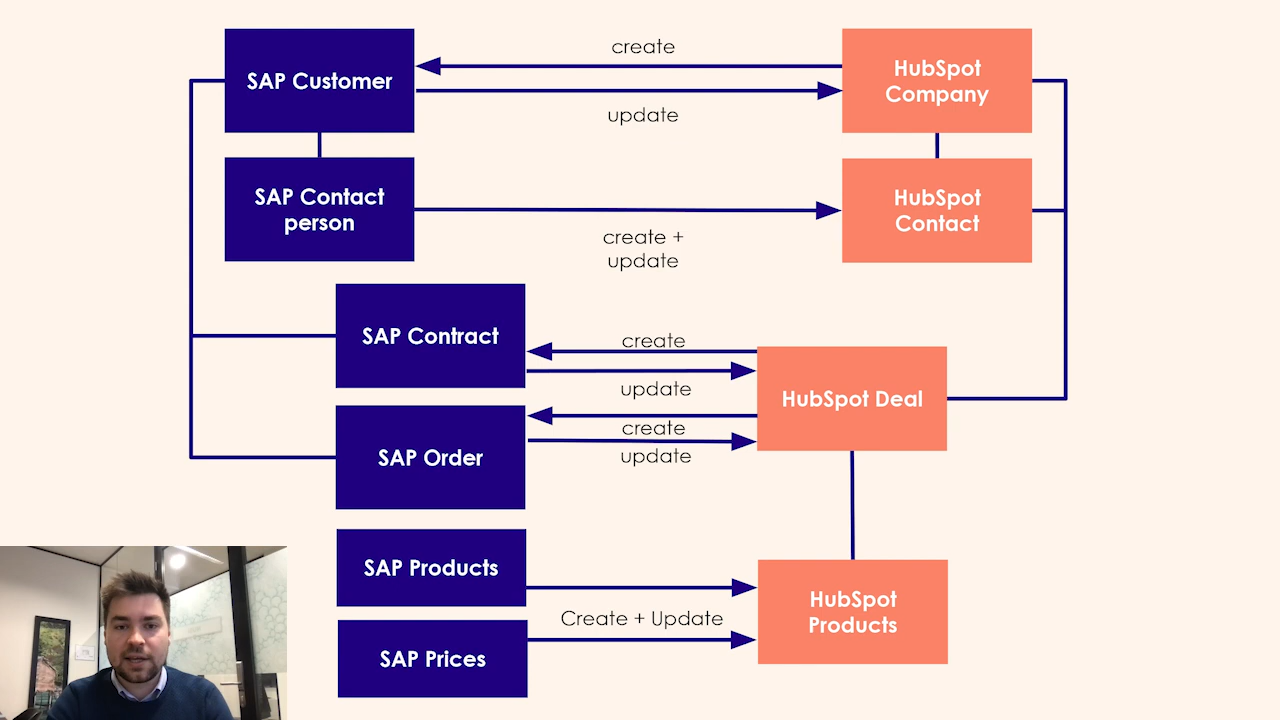 SAP Customer
create
update
HubSpot
Company
SAP Contact
person
create +
update
HubSpot
Contact
SAP Contract
create
update
SAP Order
create
update
HubSpot Deal
SAP Products
Create + Update
SAP Prices
HubSpot
Products